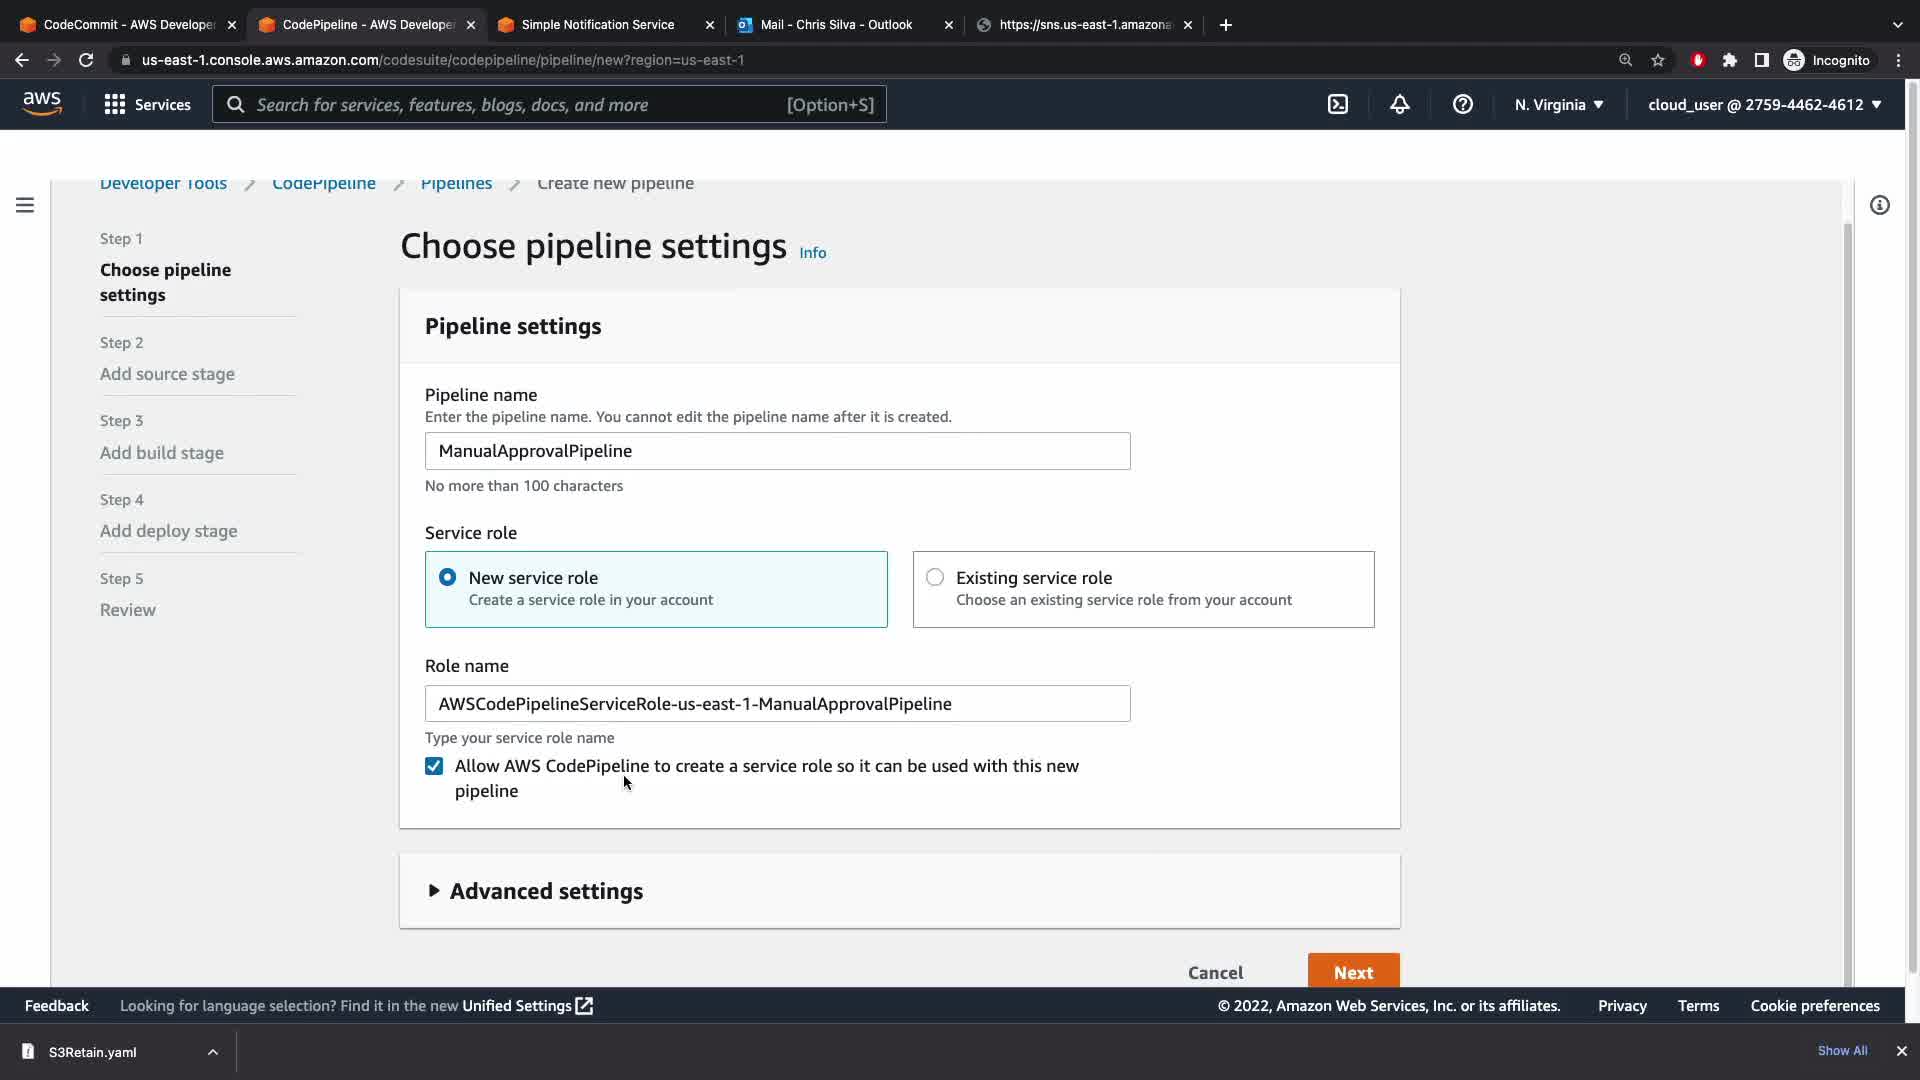 CodeCommit - AWS Developer
CodePipeline - AWS Developer
Simple Notification Service
Mail - Chris Silva - Outlook
https://sns.us-east-1.amazona
us-east-1.console.aws.amazon.com/codesuite/codepipeline/pipeline/new?region=us-east-1
Incognito
aws
Services
Search for services, features, blogs, docs, and more
[Option+S]
N. Virginia
cloud_user @ 2759-4462-4612
Developer Tools
CodePipeline
Pipelines
Create new pipeline
Step 1
Choose pipeline
settings
Step 2
Add source stage
Step 3
Add build stage
Step 4
Add deploy stage
Step 5
Review
Choose pipeline settings Info
Pipeline settings
Pipeline name
Enter the pipeline name. You cannot edit the pipeline name after it is created.
ManualApprovalPipeline
No more than 100 characters
Service role
New service role
Create a service role in your account
Existing service role
Choose an existing service role from your account
Role name
AWSCodePipelineServiceRole-us-east-1-ManualApprovalPipeline
Type your service role name
Allow AWS CodePipeline to create a service role so it can be used with this new
pipeline
Advanced settings
Cancel
Next
Feedback
Looking for language selection? Find it in the new Unified Settings
© 2022, Amazon Web Services, Inc. or its affiliates.
Privacy
Terms
Cookie preferences
S3Retain.yaml
Show All